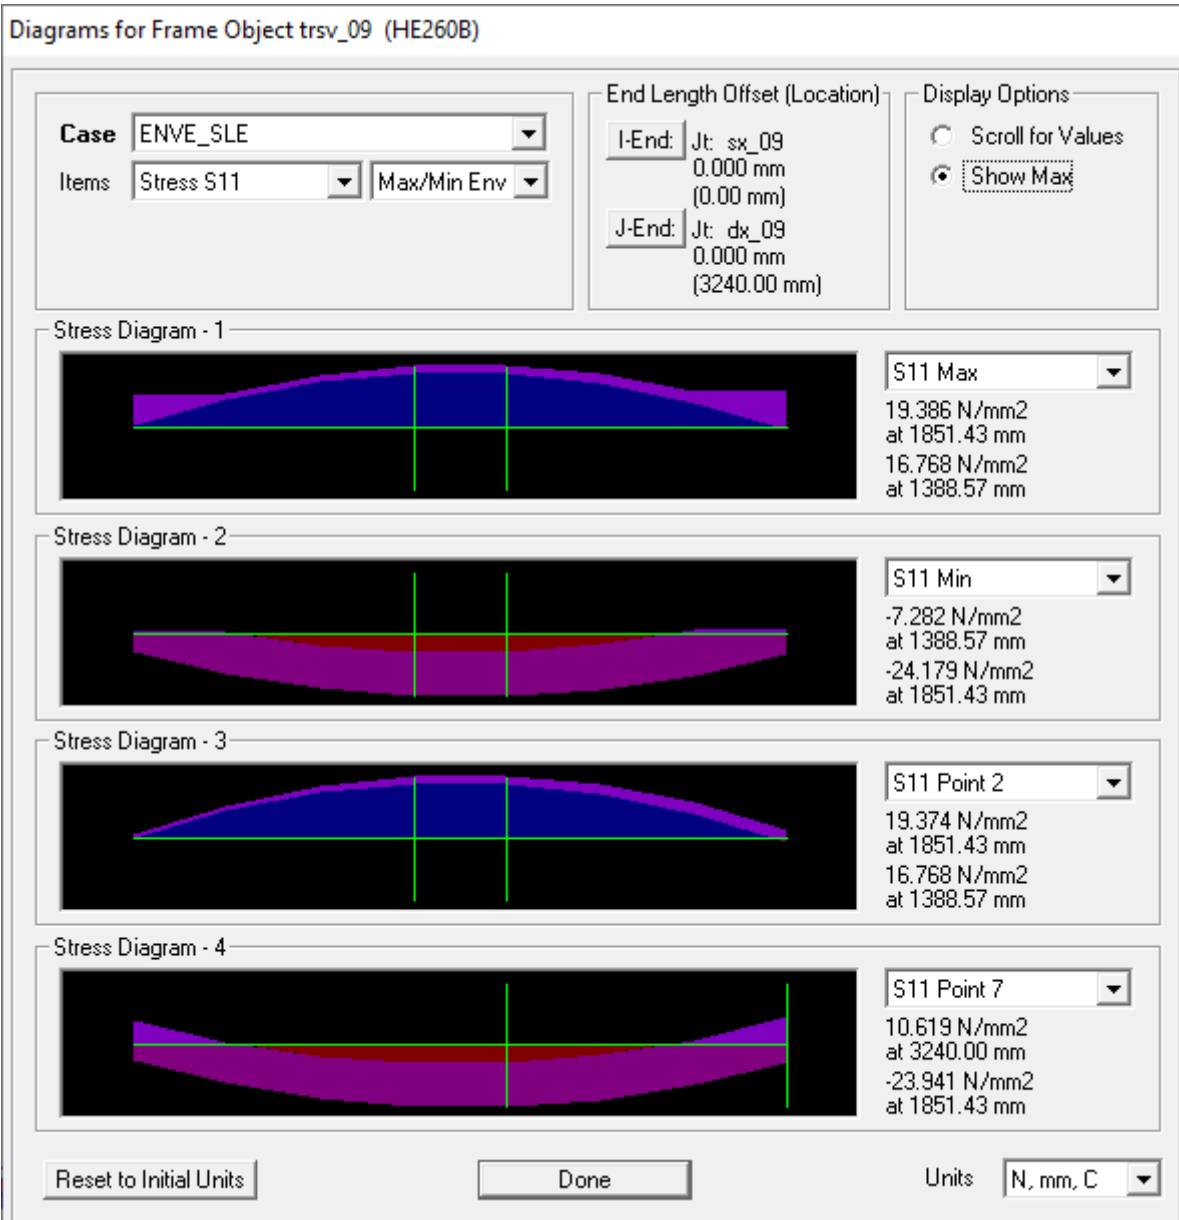 Diagrams for Frame Object trsv_09 (HE260B)
Case ENVE_SLE
Items Stress S11 Max/Min Env
End Length Offset (Location)
I-End: Jt: sx_09
0.000 mm
(0.00 mm)
J-End: Jt: dx_09
0.000 mm
(3240.00 mm)
Display Options
Scroll for Values
Show Max
Stress Diagram - 1
S11 Max
19.386 N/mm2
at 1851.43 mm
16.768 N/mm2
at 1388.57 mm
Stress Diagram - 2
S11 Min
-7.282 N/mm2
at 1388.57 mm
-24.179 N/mm2
at 1851.43 mm
Stress Diagram - 3
S11 Point 2
19.374 N/mm2
at 1851.43 mm
16.768 N/mm2
at 1388.57 mm
Stress Diagram - 4
S11 Point 7
10.619 N/mm2
at 3240.00 mm
-23.941 N/mm2
at 1851.43 mm
Reset to Initial Units
Done
Units N, mm, C